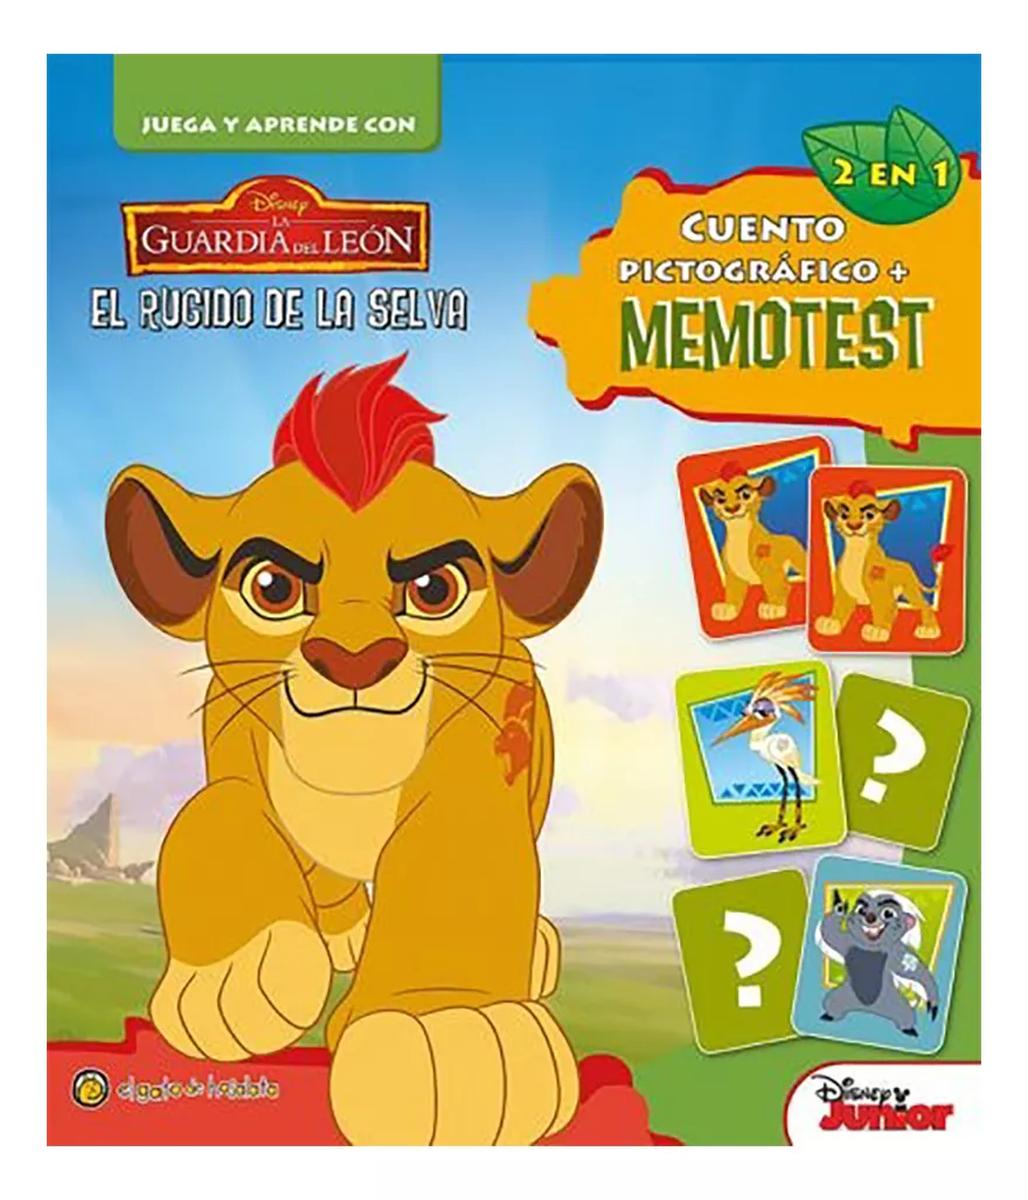 JUEGA Y APRENDE CON
DISNEY
LA
GUARDIA DEL LEÓN
EL RUGIDO DE LA SELVA
2 EN 1
CUENTO
PICTOGRÁFICO +
MEMOTEST
?
?
el gato de hojalata
DISNEY
Junior